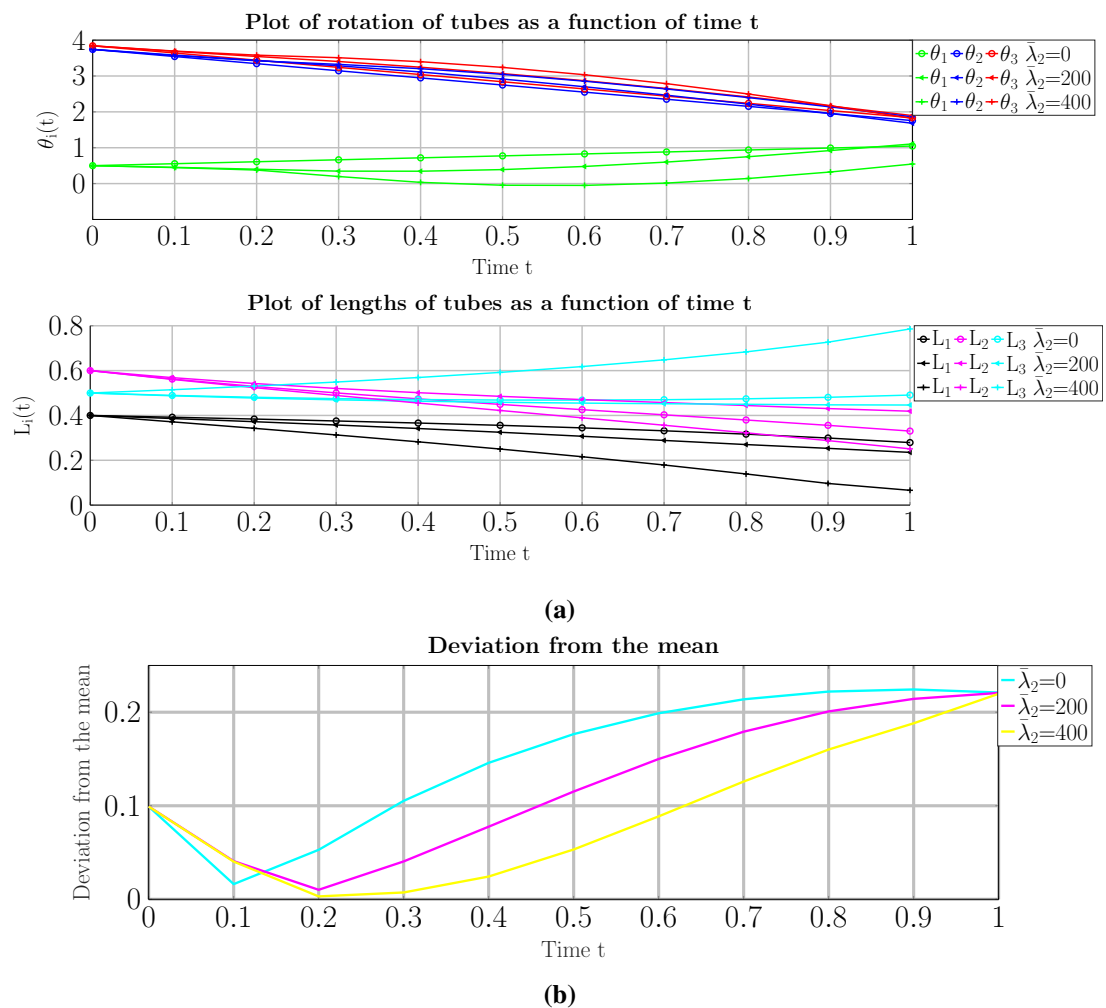 Plot of rotation of tubes as a function of time t
4
3
2
1
0
θ_i(t)
θ₁ θ₂ θ₃ λ̄₂=0
θ₁ θ₂ θ₃ λ̄₂=200
θ₁ θ₂ θ₃ λ̄₂=400
0 0.1 0.2 0.3 0.4 0.5 0.6 0.7 0.8 0.9 1
Time t
Plot of lengths of tubes as a function of time t
0.8
0.6
0.4
0.2
0
L_i(t)
L₁ L₂ L₃ λ̄₂=0
L₁ L₂ L₃ λ̄₂=200
L₁ L₂ L₃ λ̄₂=400
0 0.1 0.2 0.3 0.4 0.5 0.6 0.7 0.8 0.9 1
Time t
(a)
Deviation from the mean
Deviation from the mean
0.2
0.1
0
λ̄₂=0
λ̄₂=200
λ̄₂=400
0 0.1 0.2 0.3 0.4 0.5 0.6 0.7 0.8 0.9 1
Time t
(b)